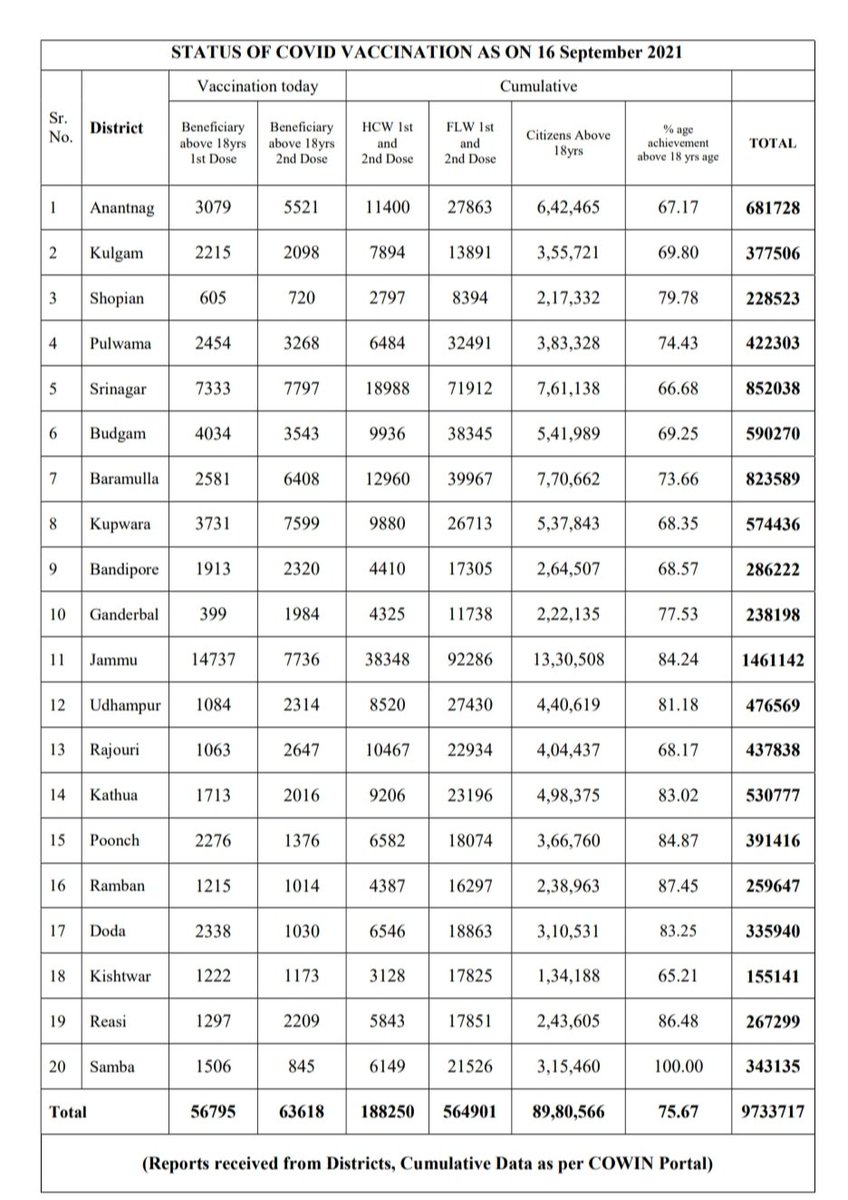 STATUS OF COVID VACCINATION AS ON 16 September 2021
Vaccination today Cumulative
Sr. No. District Beneficiary above 18yrs 1st Dose Beneficiary above 18yrs 2nd Dose HCW 1st and 2nd Dose FLW 1st and 2nd Dose Citizens Above 18yrs % age achievement above 18 yrs age TOTAL
1 Anantnag 3079 5521 11400 27863 6,42,465 67.17 681728
2 Kulgam 2215 2098 7894 13891 3,55,721 69.80 377506
3 Shopian 605 720 2797 8394 2,17,332 79.78 228523
4 Pulwama 2454 3268 6484 32491 3,83,328 74.43 422303
5 Srinagar 7333 7797 18988 71912 7,61,138 66.68 852038
6 Budgam 4034 3543 9936 38345 5,41,989 69.25 590270
7 Baramulla 2581 6408 12960 39967 7,70,662 73.66 823589
8 Kupwara 3731 7599 9880 26713 5,37,843 68.35 574436
9 Bandipore 1913 2320 4410 17305 2,64,507 68.57 286222
10 Ganderbal 399 1984 4325 11738 2,22,135 77.53 238198
11 Jammu 14737 7736 38348 92286 13,30,508 84.24 1461142
12 Udhampur 1084 2314 8520 27430 4,40,619 81.18 476569
13 Rajouri 1063 2647 10467 22934 4,04,437 68.17 437838
14 Kathua 1713 2016 9206 23196 4,98,375 83.02 530777
15 Poonch 2276 1376 6582 18074 3,66,760 84.87 391416
16 Ramban 1215 1014 4387 16297 2,38,963 87.45 259647
17 Doda 2338 1030 6546 18863 3,10,531 83.25 335940
18 Kishtwar 1222 1173 3128 17825 1,34,188 65.21 155141
19 Reasi 1297 2209 5843 17851 2,43,605 86.48 267299
20 Samba 1506 845 6149 21526 3,15,460 100.00 343135
Total 56795 63618 188250 564901 89,80,566 75.67 9733717
(Reports received from Districts, Cumulative Data as per COWIN Portal)